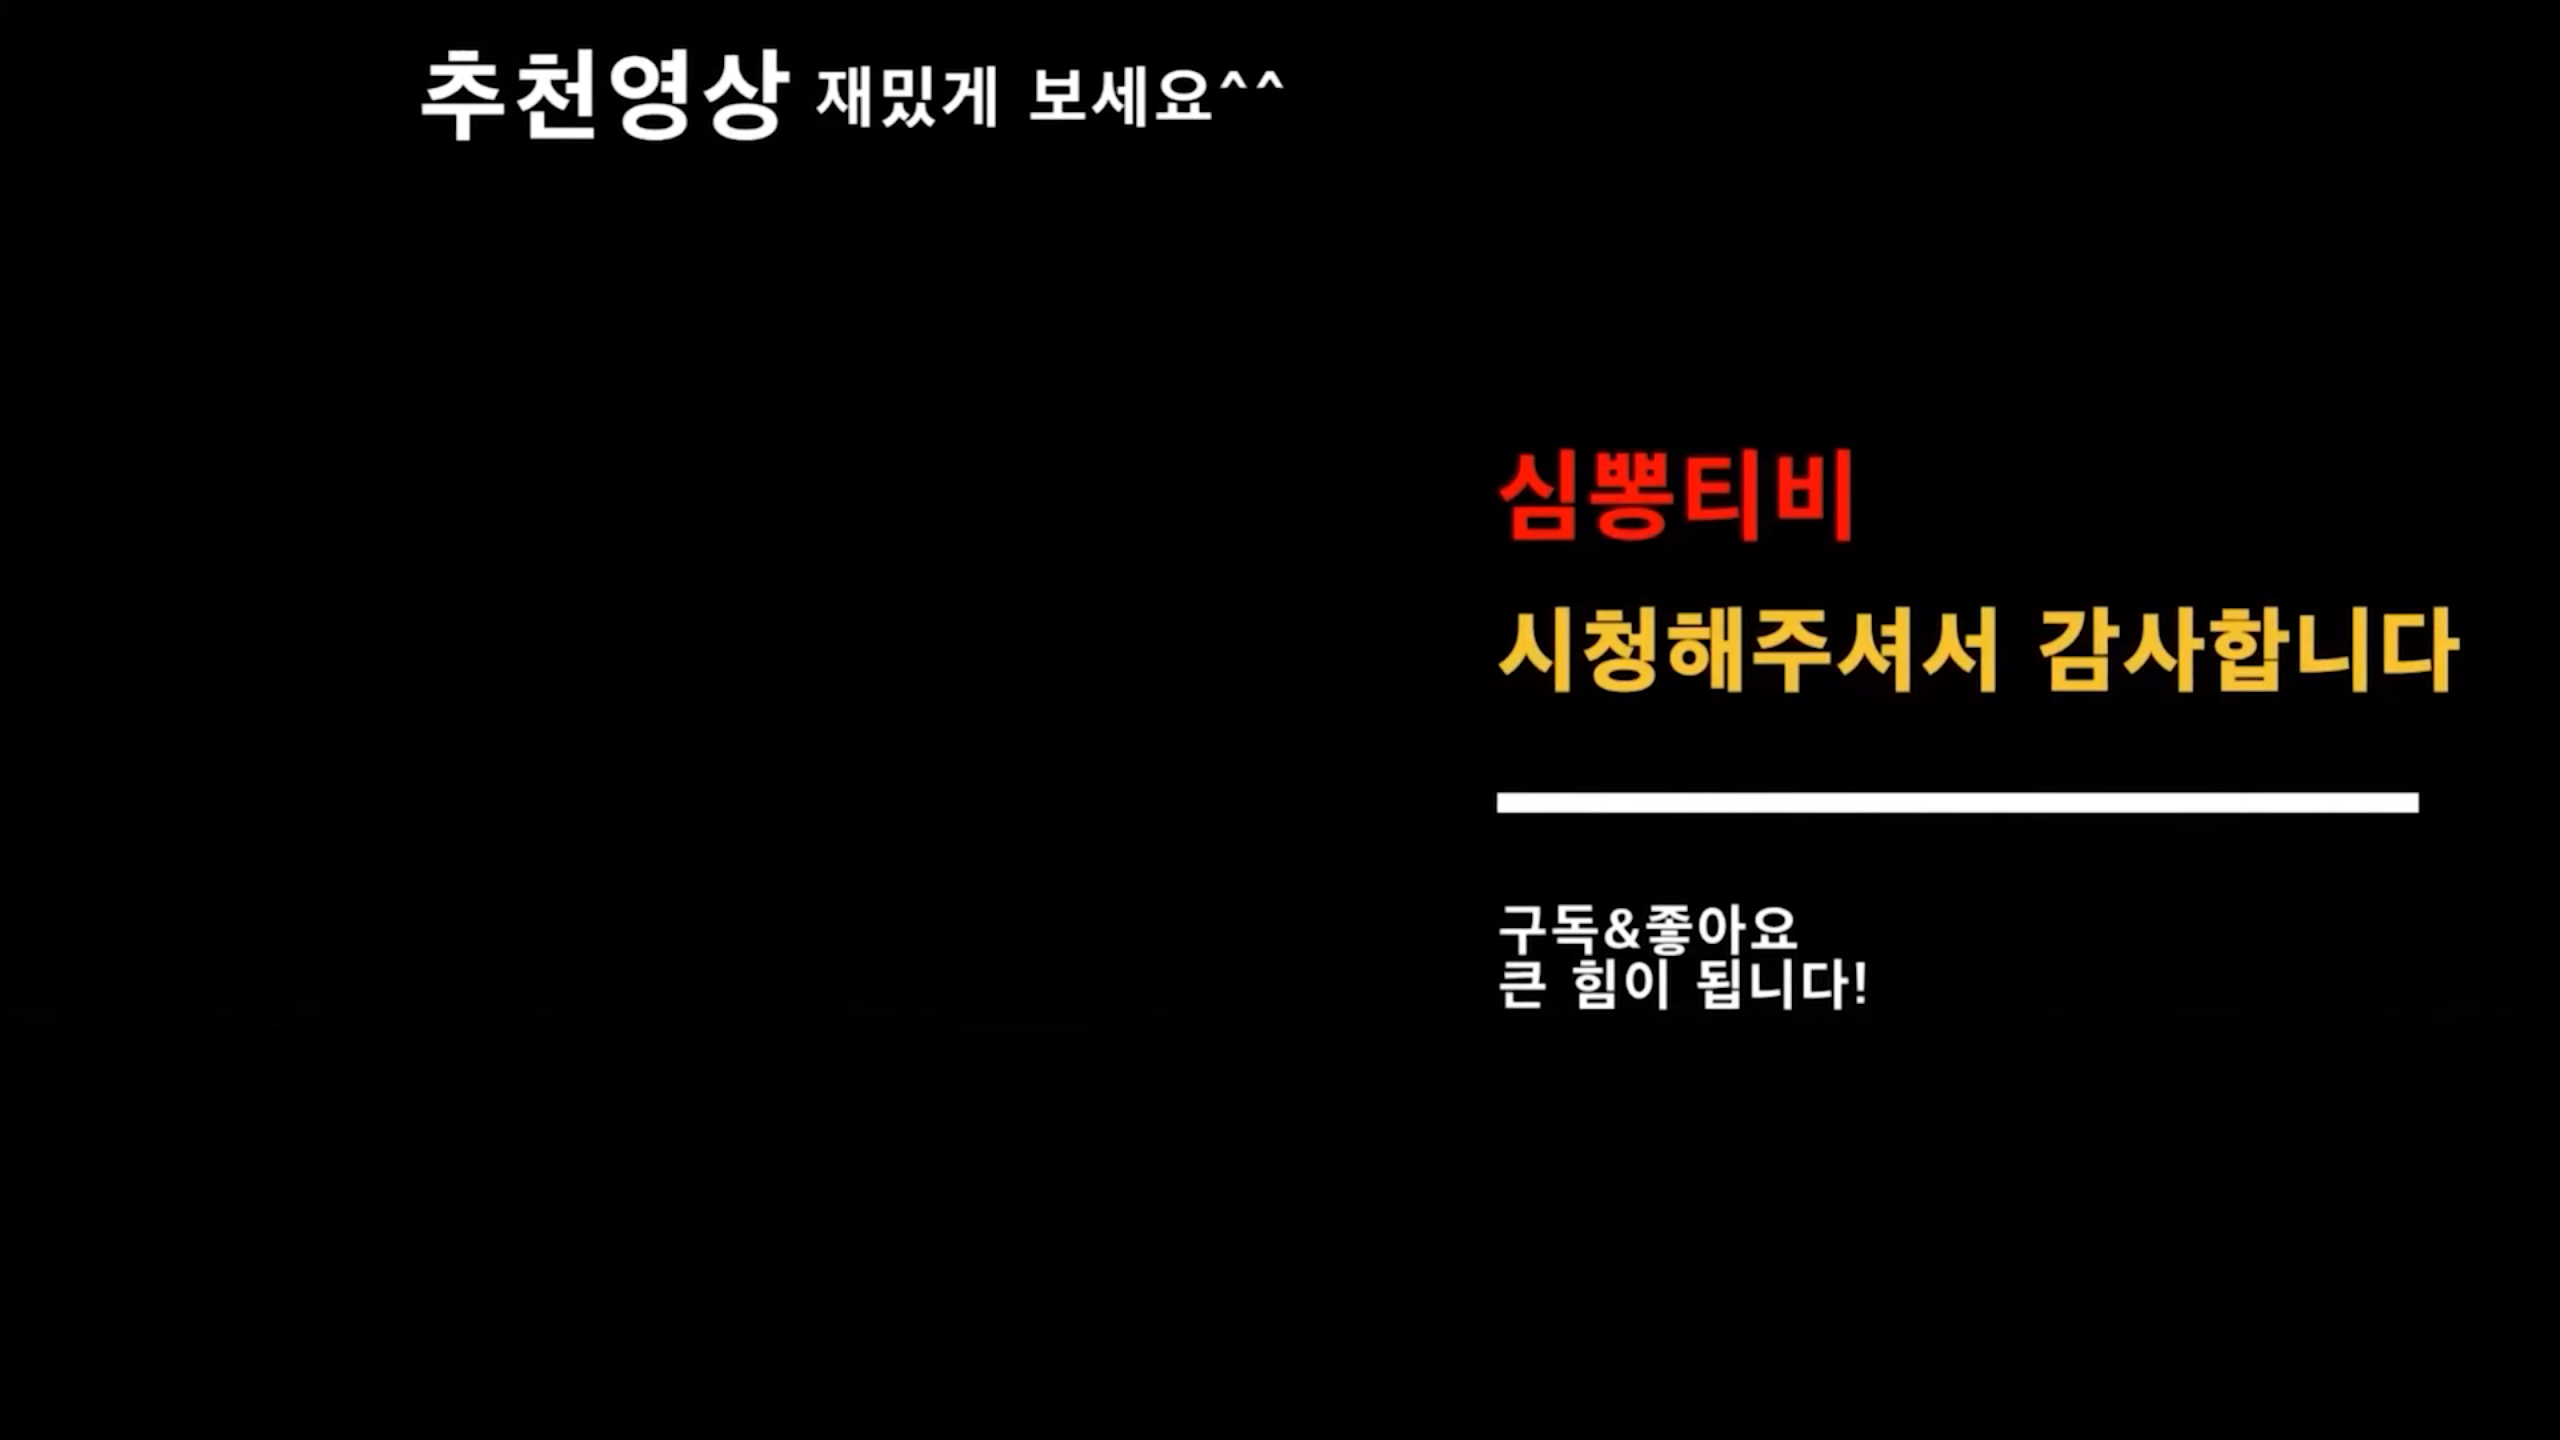 추천영상 재밌게 보세요^^
심뽕티비
시청해주셔서 감사합니다
구독&좋아요
큰 힘이 됩니다!